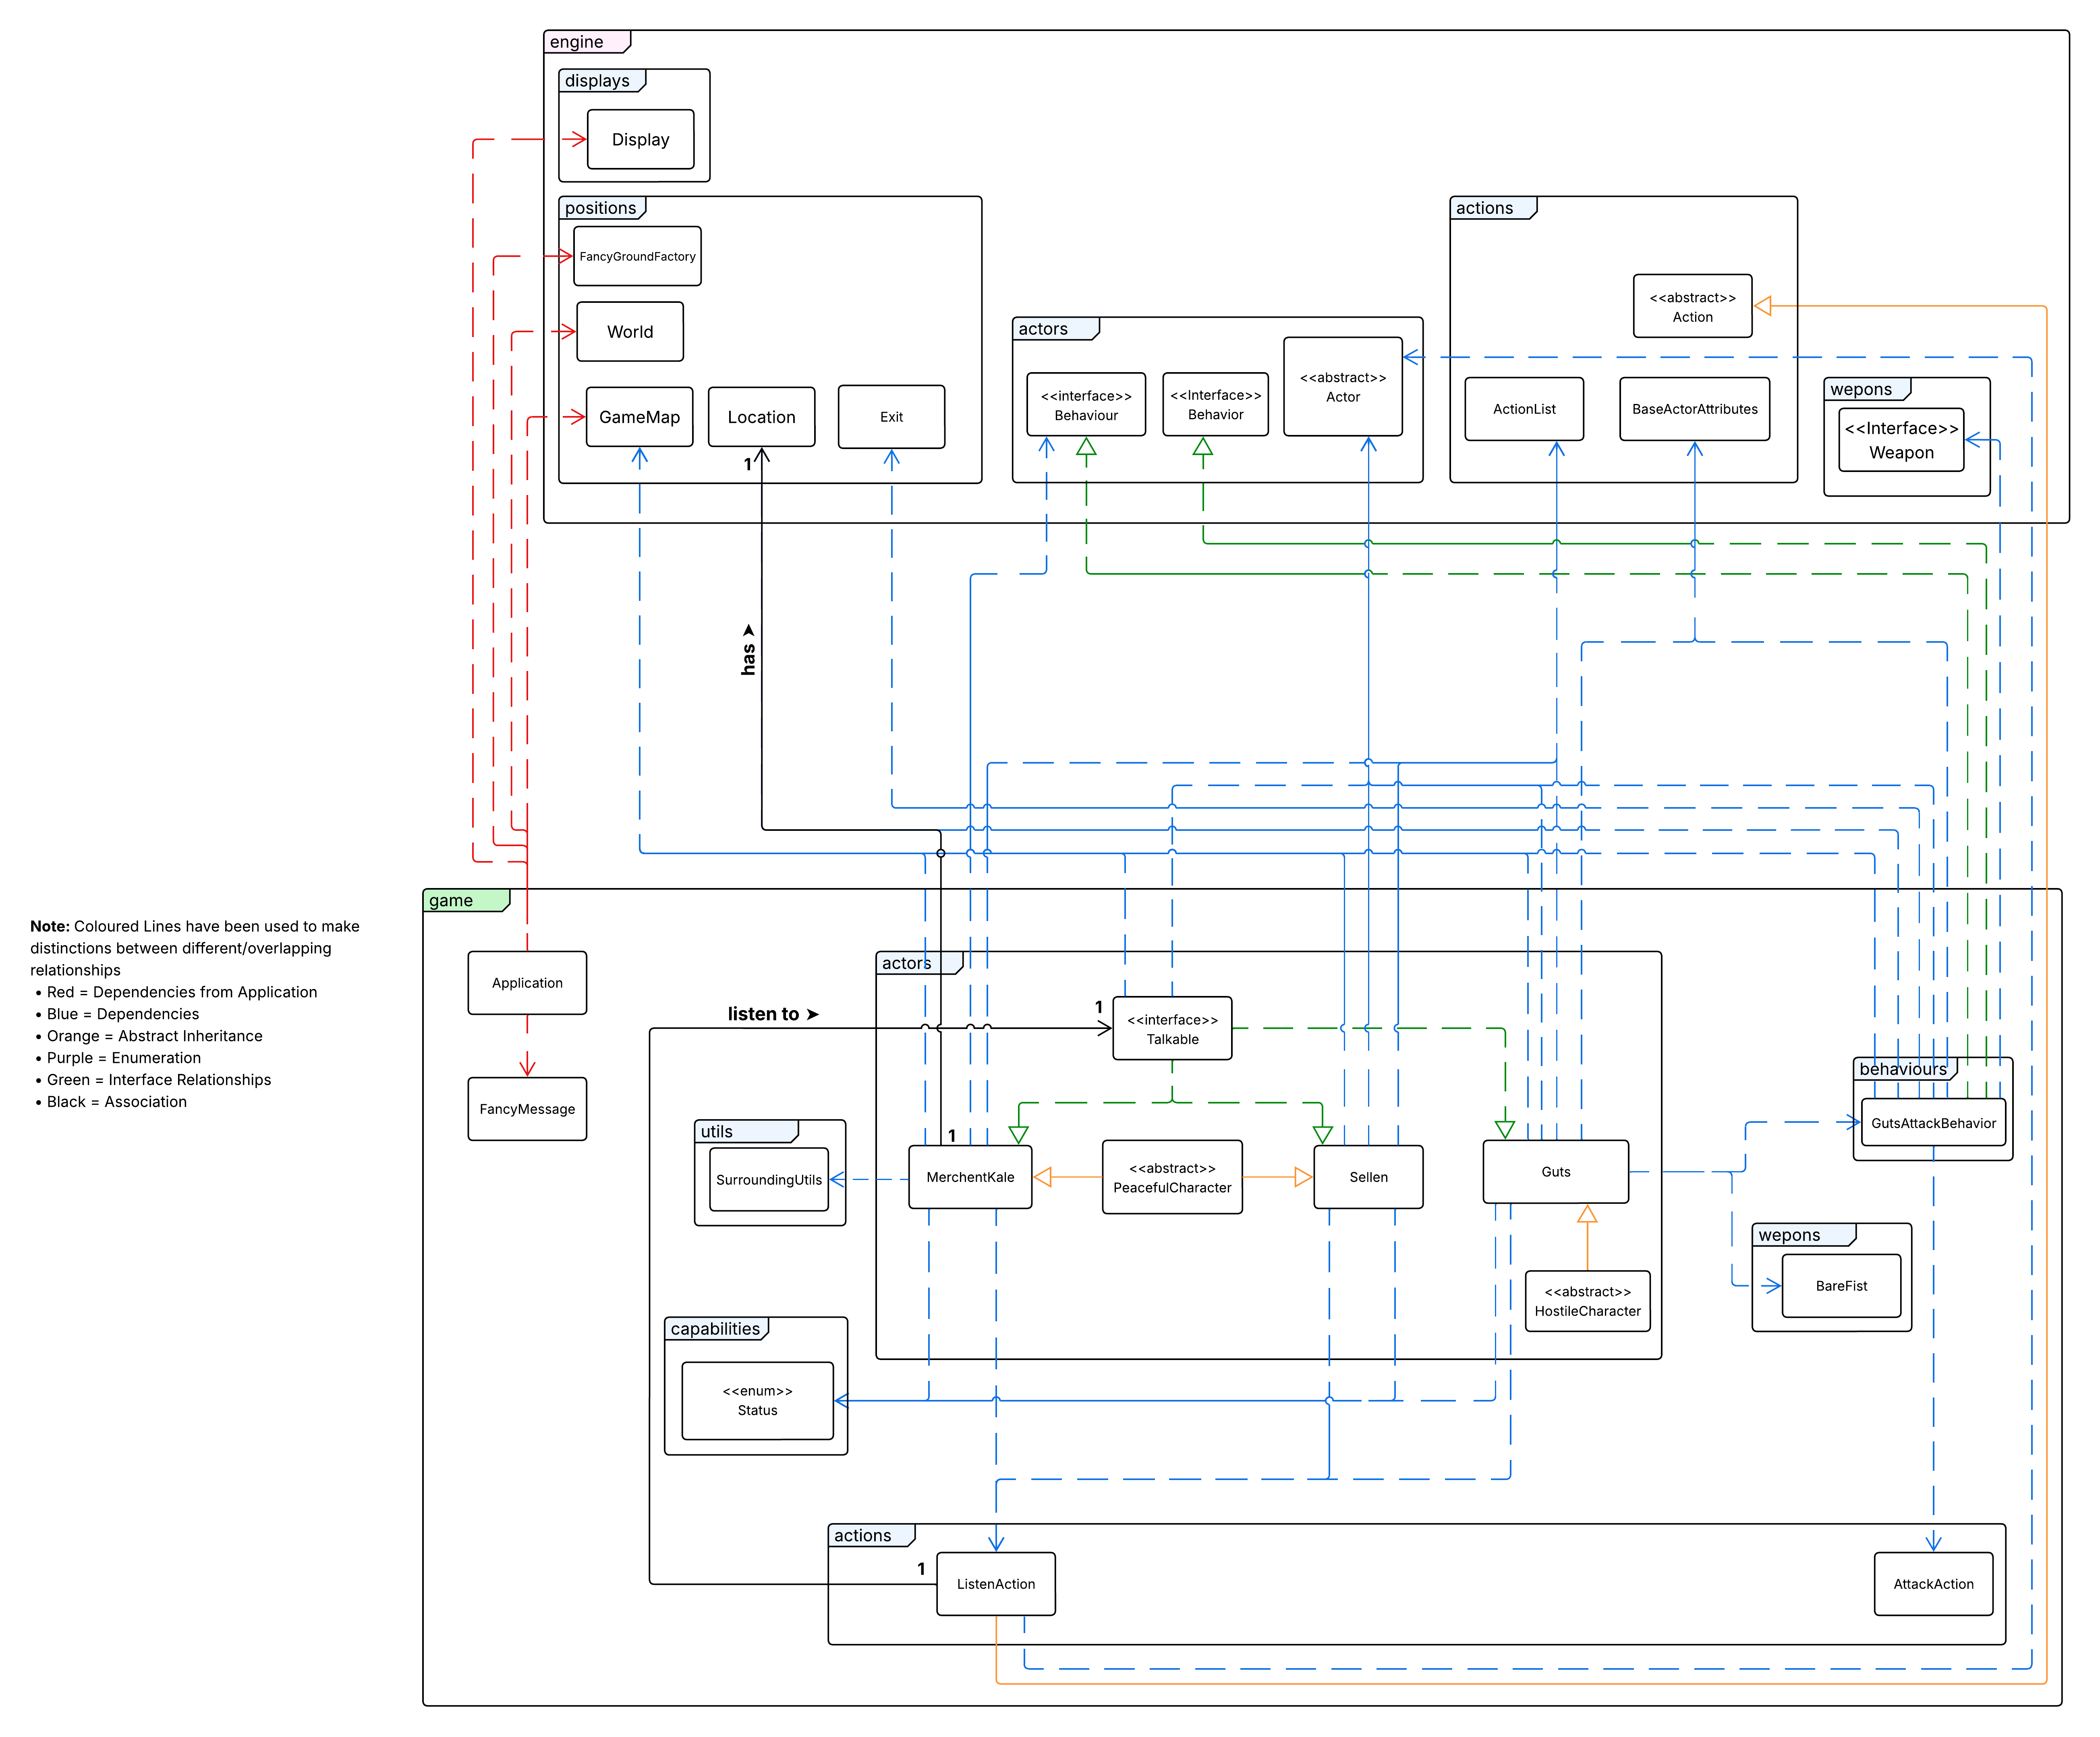 engine
displays
Display
positions
FancyGroundFactory
World
GameMap
Location
Exit
1
actors
<<interface>>
Behaviour
<<Interface>>
Behavior
<<abstract>>
Actor
actions
<<abstract>>
Action
ActionList
BaseActorAttributes
wepons
<<Interface>>
Weapon
has ➤
game
Note: Coloured Lines have been used to make
distinctions between different/overlapping
relationships
• Red = Dependencies from Application
• Blue = Dependencies
• Orange = Abstract Inheritance
• Purple = Enumeration
• Green = Interface Relationships
• Black = Association
Application
FancyMessage
actors
listen to ➤
1
<<interface>>
Talkable
utils
SurroundingUtils
1
MerchentKale
<<abstract>>
PeacefulCharacter
Sellen
Guts
<<abstract>>
HostileCharacter
behaviours
GutsAttackBehavior
wepons
BareFist
capabilities
<<enum>>
Status
actions
1
ListenAction
AttackAction